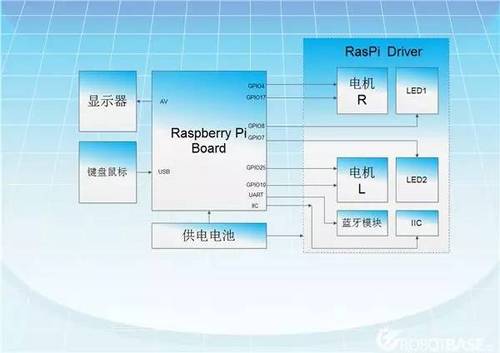 RasPi Driver
显示器
AV
Raspberry Pi
Board
GPIO4
GPIO17
电机
R
LED1
GPIO8
GPIO7
键盘鼠标
USB
GPIO25
GPIO10
电机
L
LED2
UART
IIC
供电电池
蓝牙模块
IIC
ROBOTBASE